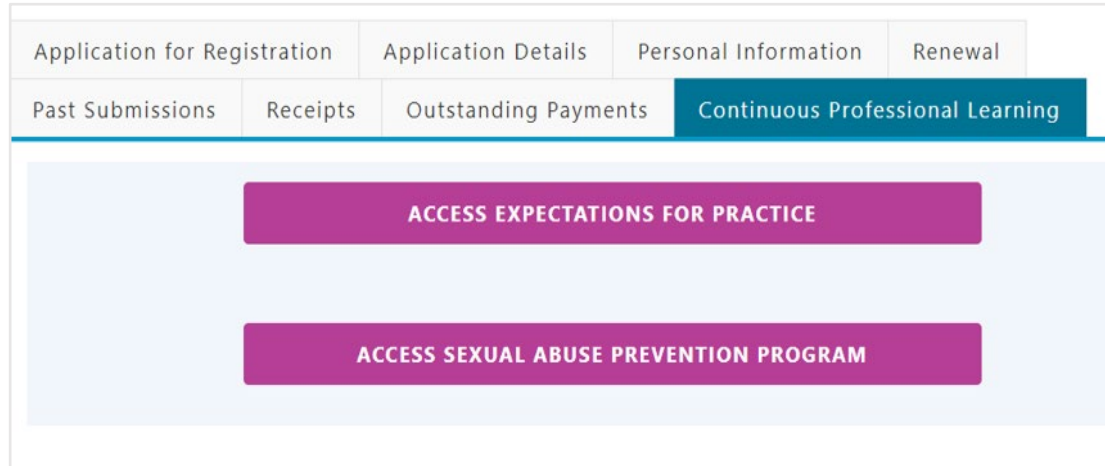 Application for Registration Application Details Personal Information Renewal
Past Submissions Receipts Outstanding Payments Continuous Professional Learning
ACCESS EXPECTATIONS FOR PRACTICE
ACCESS SEXUAL ABUSE PREVENTION PROGRAM